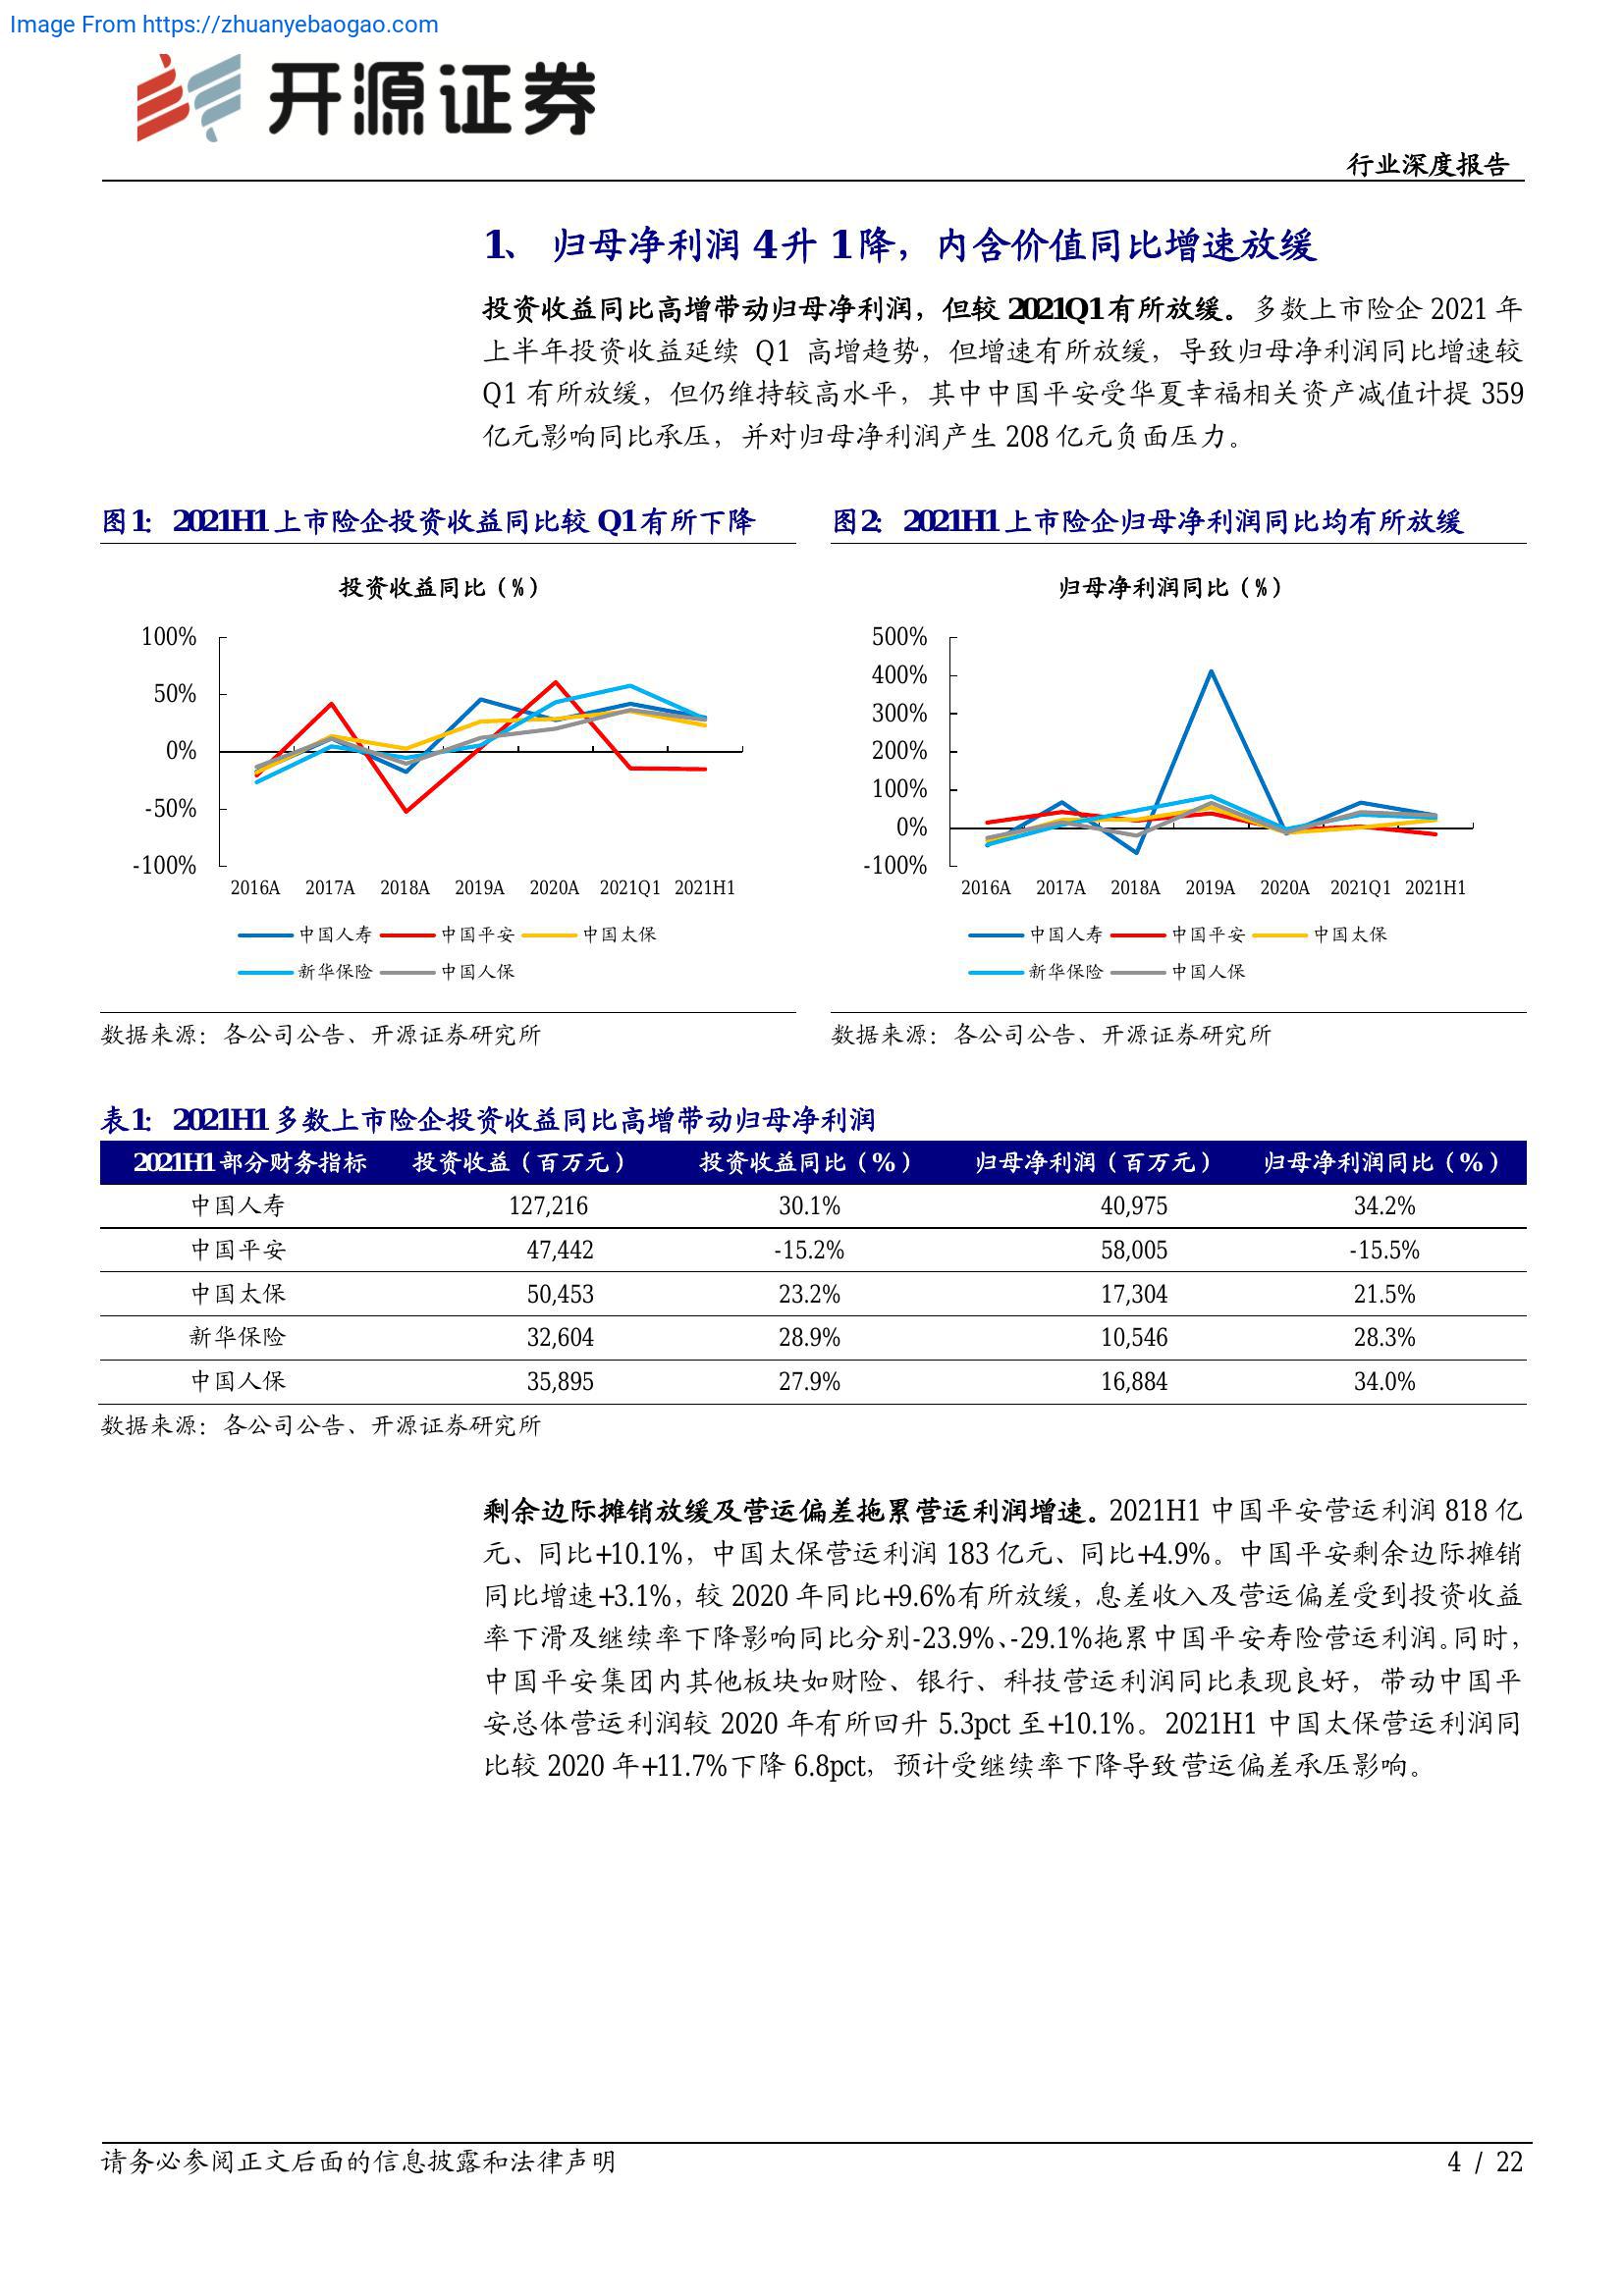 Image From https://zhuanyebaogao.com
开源证券
行业深度报告
1、 归母净利润 4 升 1 降，内含价值同比增速放缓
投资收益同比高增带动归母净利润，但较 2021Q1 有所放缓。多数上市险企 2021 年
上半年投资收益延续 Q1 高增趋势，但增速有所放缓，导致归母净利润同比增速较
Q1 有所放缓，但仍维持较高水平，其中中国平安受华夏幸福相关资产减值计提 359
亿元影响同比承压，并对归母净利润产生 208 亿元负面压力。
图 1： 2021H1 上市险企投资收益同比较 Q1 有所下降
投资收益同比（%）
100%
50%
0%
-50%
-100%
2016A 2017A 2018A 2019A 2020A 2021Q1 2021H1
中国人寿 中国平安 中国太保
新华保险 中国人保
数据来源：各公司公告、开源证券研究所
图 2： 2021H1 上市险企归母净利润同比均有所放缓
归母净利润同比（%）
500%
400%
300%
200%
100%
0%
-100%
2016A 2017A 2018A 2019A 2020A 2021Q1 2021H1
中国人寿 中国平安 中国太保
新华保险 中国人保
数据来源：各公司公告、开源证券研究所
表 1： 2021H1 多数上市险企投资收益同比高增带动归母净利润
2021H1 部分财务指标 投资收益（百万元） 投资收益同比（%） 归母净利润（百万元） 归母净利润同比（%）
中国人寿 127,216 30.1% 40,975 34.2%
中国平安 47,442 -15.2% 58,005 -15.5%
中国太保 50,453 23.2% 17,304 21.5%
新华保险 32,604 28.9% 10,546 28.3%
中国人保 35,895 27.9% 16,884 34.0%
数据来源：各公司公告、开源证券研究所
剩余边际摊销放缓及营运偏差拖累营运利润增速。2021H1 中国平安营运利润 818 亿
元、同比+10.1%，中国太保营运利润 183 亿元、同比+4.9%。中国平安剩余边际摊销
同比增速+3.1%，较 2020 年同比+9.6%有所放缓，息差收入及营运偏差受到投资收益
率下滑及继续率下降影响同比分别-23.9%、-29.1%拖累中国平安寿险营运利润。同时，
中国平安集团内其他板块如财险、银行、科技营运利润同比表现良好，带动中国平
安总体营运利润较 2020 年有所回升 5.3pct 至+10.1%。2021H1 中国太保营运利润同
比较 2020 年+11.7%下降 6.8pct，预计受继续率下降导致营运偏差承压影响。
请务必参阅正文后面的信息披露和法律声明
4 / 22